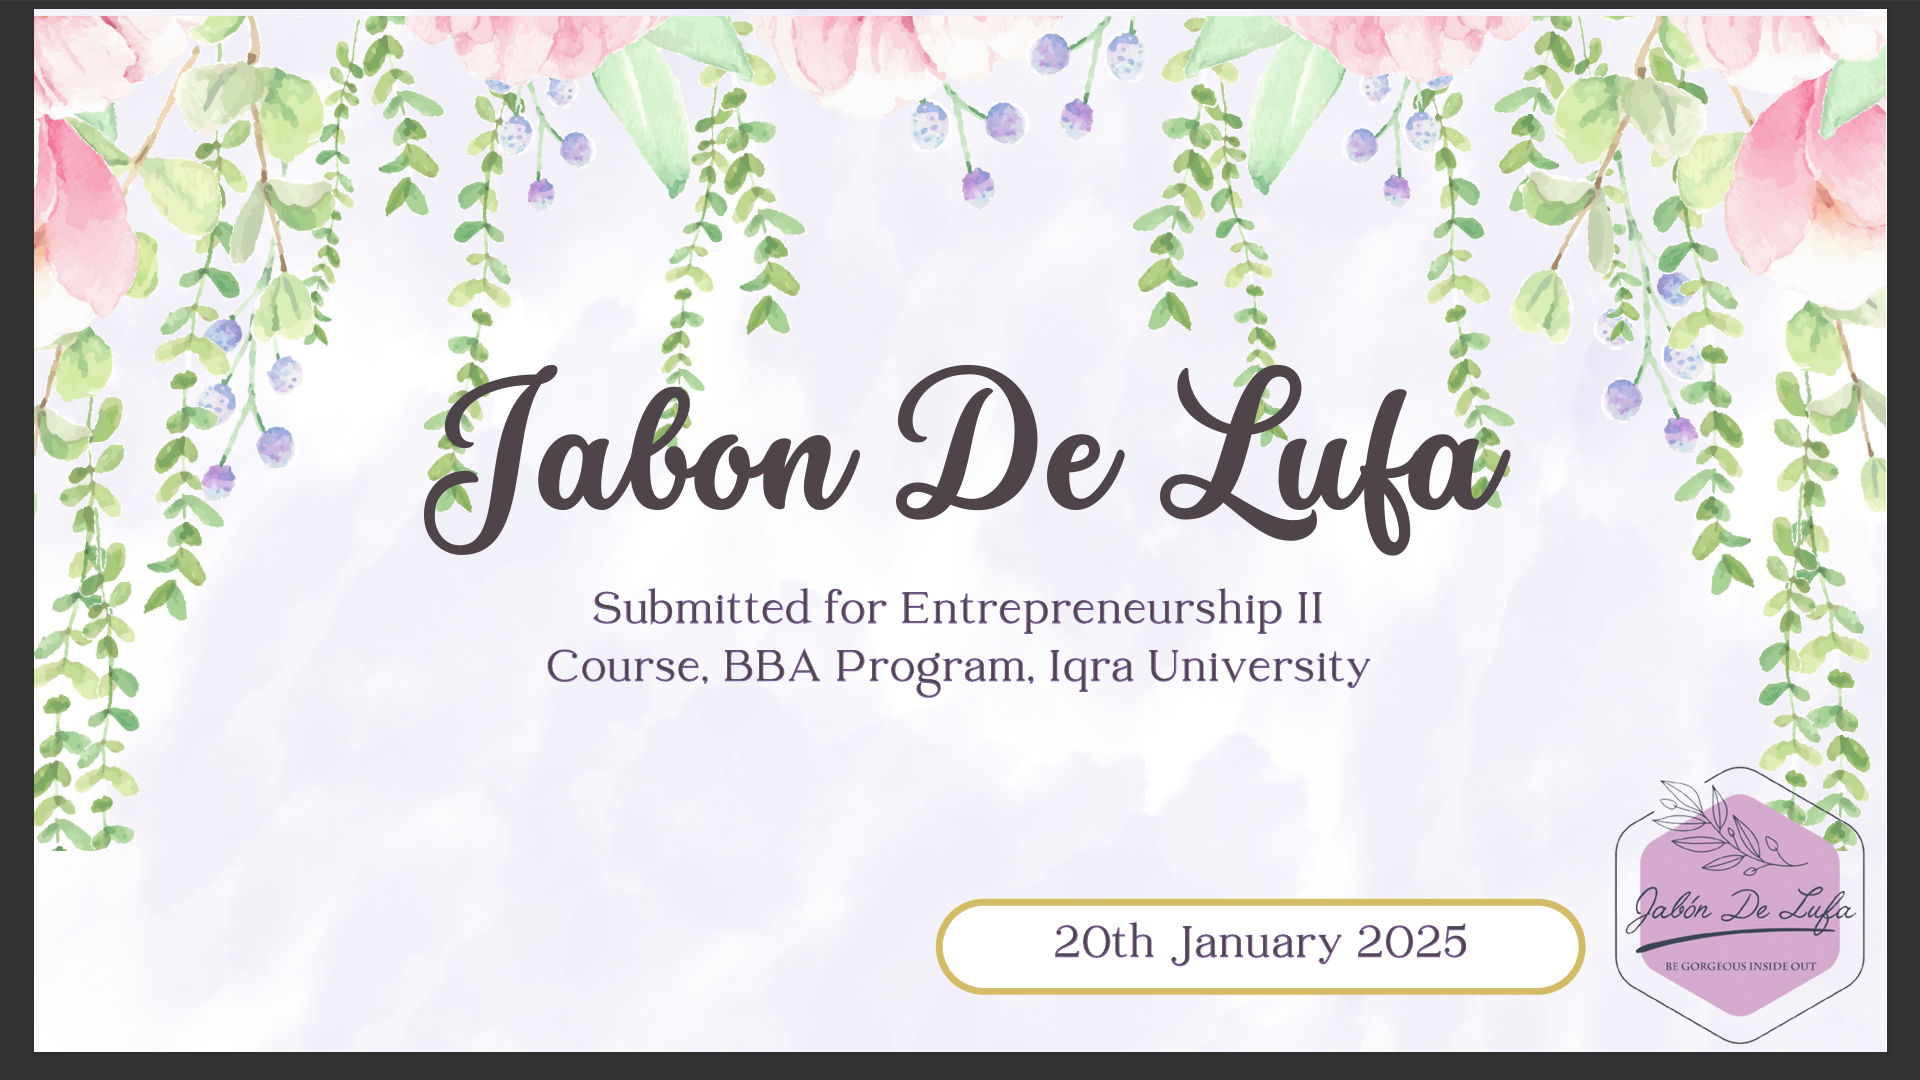 Jabon De Lufa
Submitted for Entrepreneurship II
Course, BBA Program, Iqra University
20th January 2025
Jabón De Lufa
BE GORGEOUS INSIDE OUT